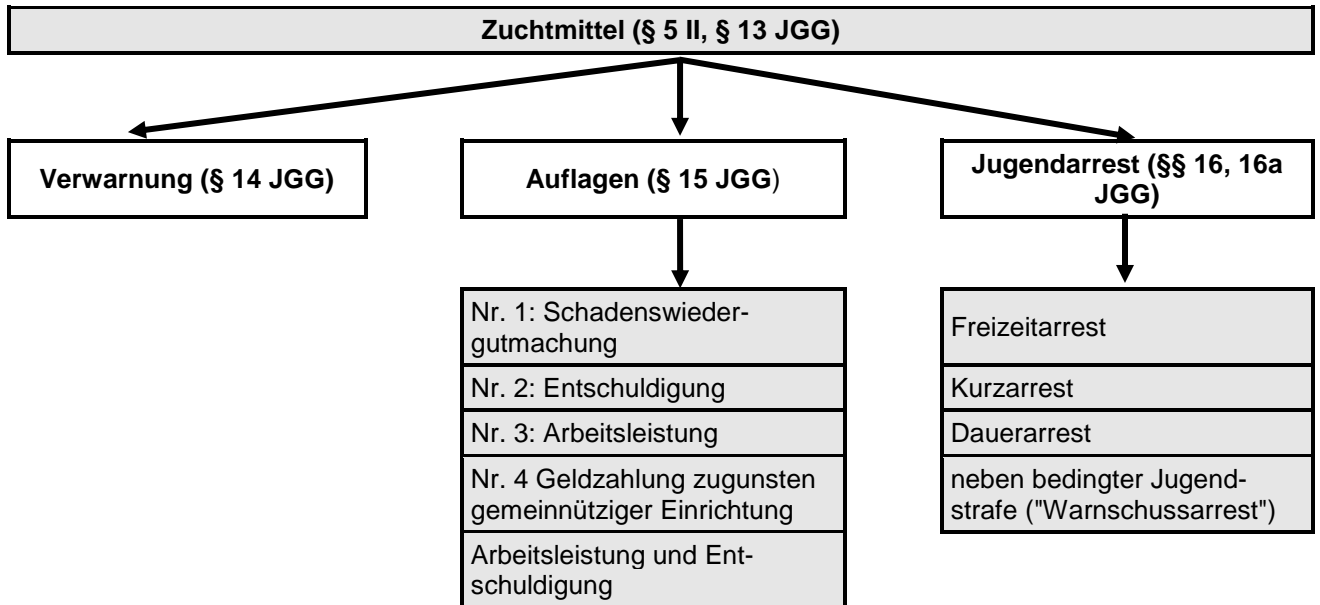 Zuchtmittel (§ 5 II, § 13 JGG)
Verwarnung (§ 14 JGG)
Auflagen (§ 15 JGG)
Jugendarrest (§§ 16, 16a
JGG)
Nr. 1: Schadenswieder-
gutmachung
Nr. 2: Entschuldigung
Nr. 3: Arbeitsleistung
Nr. 4 Geldzahlung zugunsten
gemeinnütziger Einrichtung
Arbeitsleistung und Ent-
schuldigung
Freizeitarrest
Kurzarrest
Dauerarrest
neben bedingter Jugend-
strafe ("Warnschussarrest")